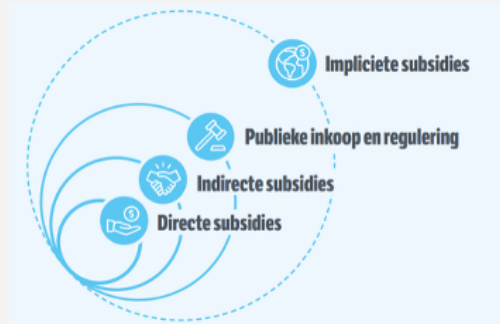 Impliciete subsidies
Publieke inkoop en regulering
Indirecte subsidies
Directe subsidies